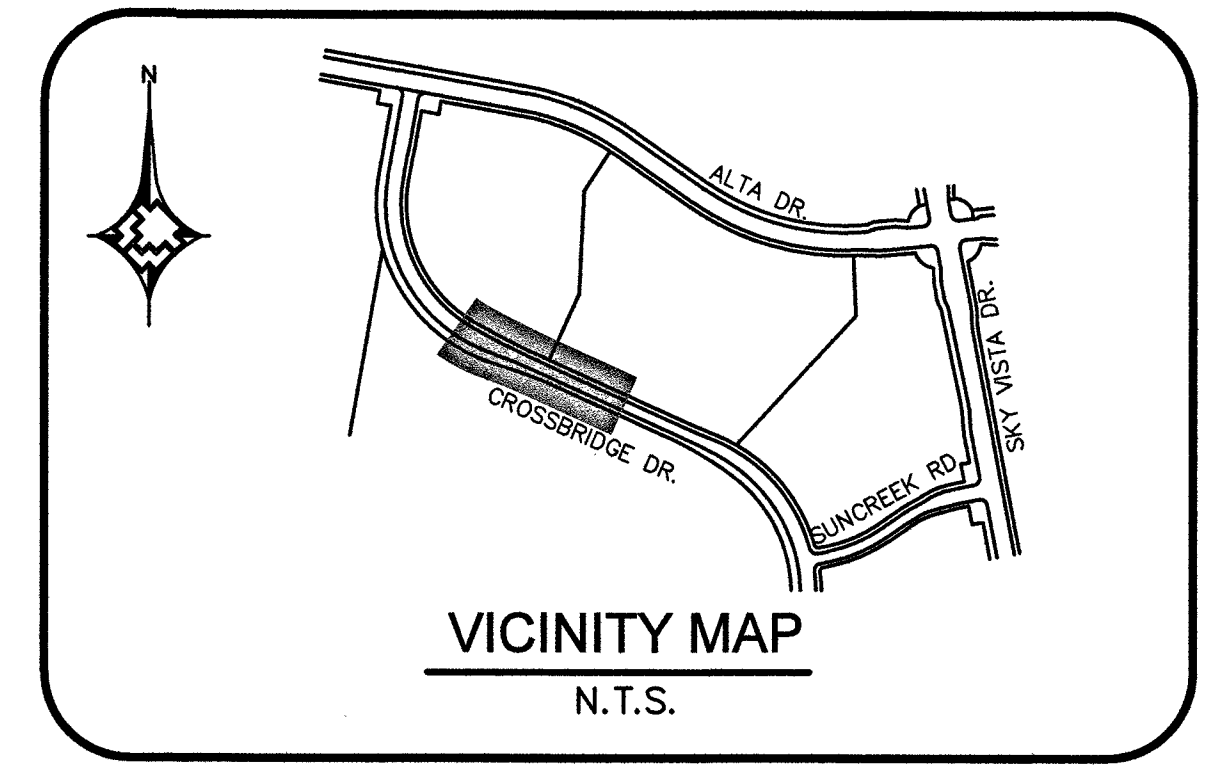 N
ALTA DR.
SKY VISTA DR.
CROSSBRIDGE DR.
SUNCREEK RD
VICINITY MAP
N.T.S.